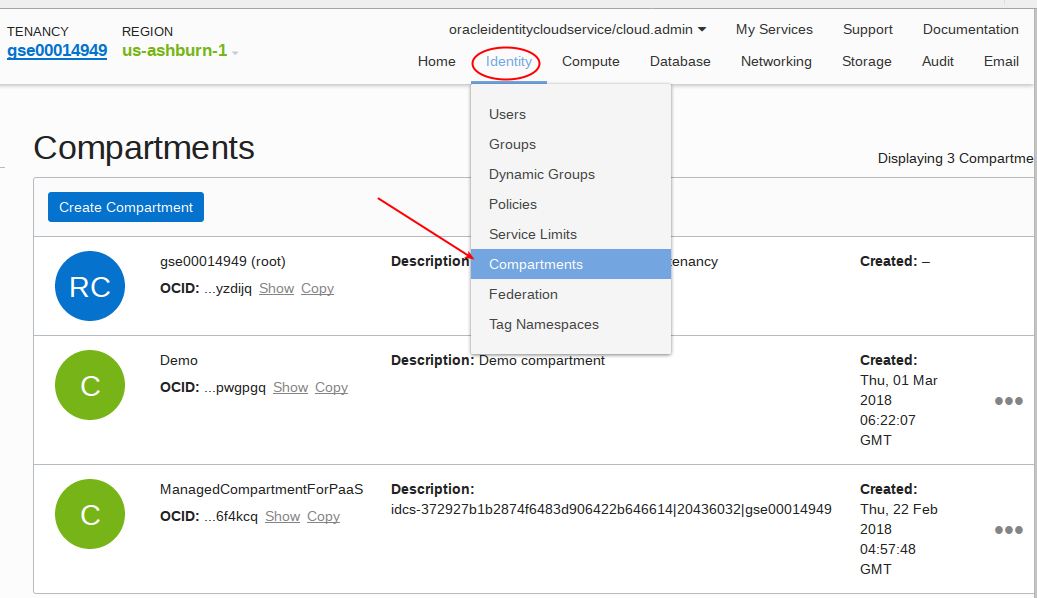 TENANCY
gse00014949
REGION
us-ashburn-1
oracleidentitycloudservice/cloud.admin
My Services
Support
Documentation
Home
Identity
Compute
Database
Networking
Storage
Audit
Email
Users
Groups
Dynamic Groups
Policies
Service Limits
Compartments
Federation
Tag Namespaces
Compartments
Displaying 3 Compartme
Create Compartment
RC
gse00014949 (root)
OCID: ...yzdijq Show Copy
Description
tenancy
Created: –
C
Demo
OCID: ...pwgpgq Show Copy
Description: Demo compartment
Created:
Thu, 01 Mar
2018
06:22:07
GMT
C
ManagedCompartmentForPaaS
OCID: ...6f4kcq Show Copy
Description:
idcs-372927b1b2874f6483d906422b646614|20436032|gse00014949
Created:
Thu, 22 Feb
2018
04:57:48
GMT